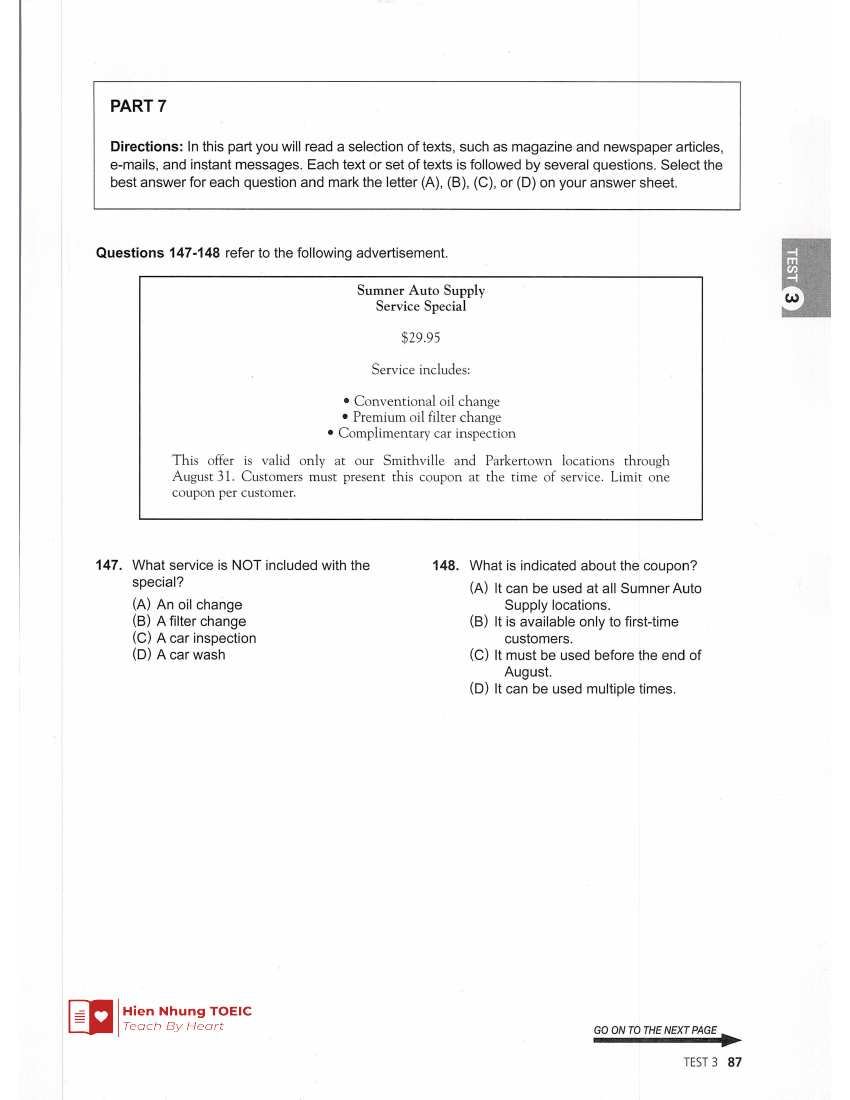 PART 7
Directions: In this part you will read a selection of texts, such as magazine and newspaper articles,
e-mails, and instant messages. Each text or set of texts is followed by several questions. Select the
best answer for each question and mark the letter (A), (B), (C), or (D) on your answer sheet.
Questions 147-148 refer to the following advertisement.
TEST 3
Sumner Auto Supply
Service Special
$29.95
Service includes:
• Conventional oil change
• Premium oil filter change
• Complimentary car inspection
This offer is valid only at our Smithville and Parkertown locations through
August 31. Customers must present this coupon at the time of service. Limit one
coupon per customer.
147. What service is NOT included with the
special?
(A) An oil change
(B) A filter change
(C) A car inspection
(D) A car wash
148. What is indicated about the coupon?
(A) It can be used at all Sumner Auto
Supply locations.
(B) It is available only to first-time
customers.
(C) It must be used before the end of
August.
(D) It can be used multiple times.
Hien Nhung TOEIC
Teach By Heart
GO ON TO THE NEXT PAGE
TEST 3 87